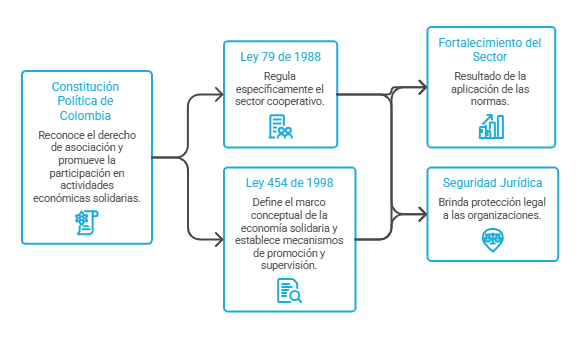 Constitución
Política de
Colombia
Reconoce el derecho
de asociación y
promueve la
participación en
actividades
económicas solidarias.
Ley 79 de 1988
Regula
específicamente el
sector cooperativo.
Ley 454 de 1998
Define el marco
conceptual de la
economía solidaria y
establece mecanismos
de promoción y
supervisión.
Fortalecimiento del
Sector
Resultado de la
aplicación de las
normas.
Seguridad Jurídica
Brinda protección legal
a las organizaciones.